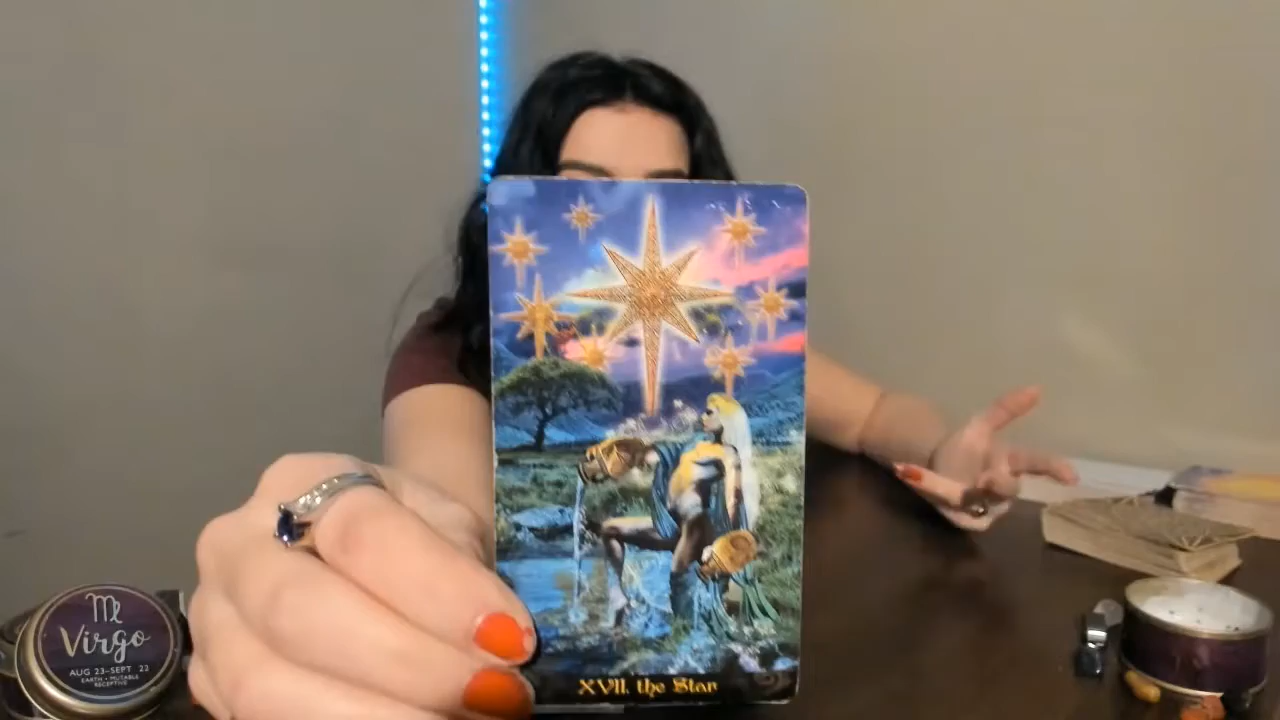 XVII. the Star
♍
Virgo
AUG 23-SEPT 22
EARTH • MUTABLE
RECEPTIVE